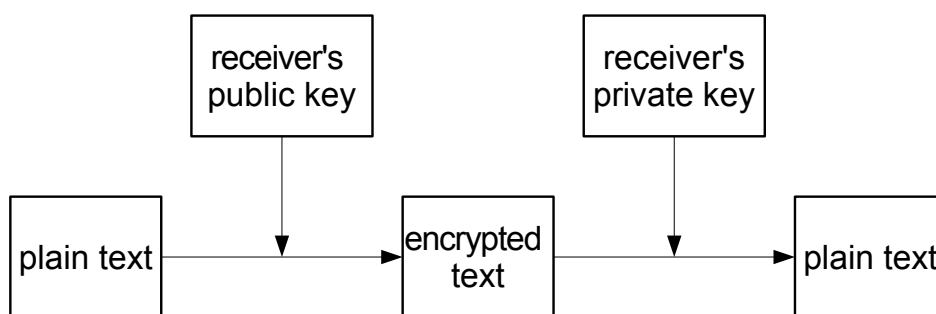 receiver's
public key
receiver's
private key
plain text
encrypted
text
plain text